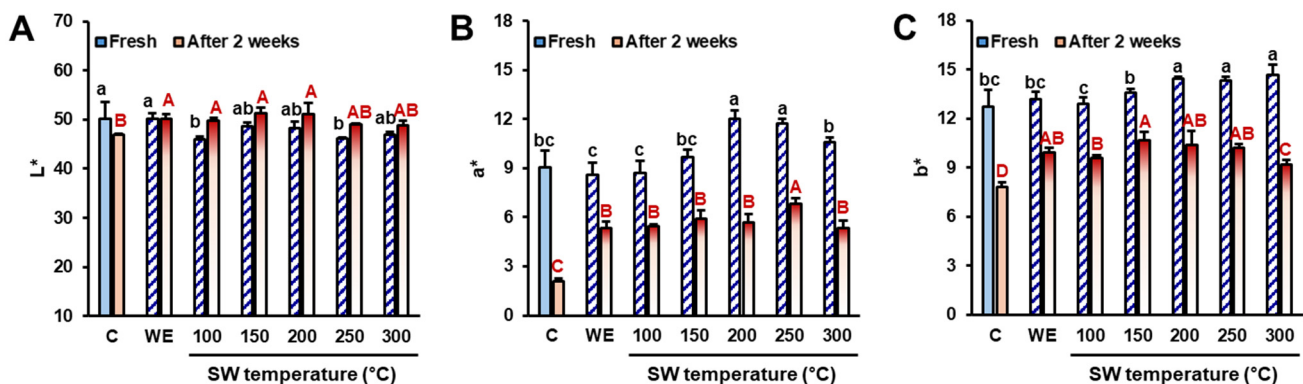 A
L*
70
60
50
40
30
20
10
Fresh After 2 weeks
a B a A b A ab A ab A b AB ab AB
C WE 100 150 200 250 300
SW temperature (°C)
B
a*
18
15
12
9
6
3
0
Fresh After 2 weeks
bc C c B c B bc B a B a A b B
C WE 100 150 200 250 300
SW temperature (°C)
C
b*
18
15
12
9
6
3
0
Fresh After 2 weeks
bc D bc AB c B b A a AB a AB a C
C WE 100 150 200 250 300
SW temperature (°C)